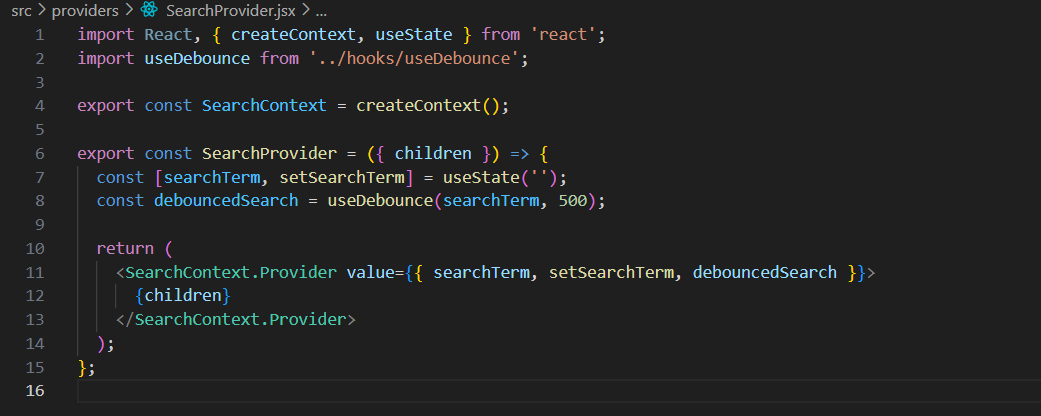 src > providers > SearchProvider.jsx > ...
1 import React, { createContext, useState } from 'react';
2 import useDebounce from '../hooks/useDebounce';
3
4 export const SearchContext = createContext();
5
6 export const SearchProvider = ({ children }) => {
7 const [searchTerm, setSearchTerm] = useState('');
8 const debouncedSearch = useDebounce(searchTerm, 500);
9
10 return (
11 <SearchContext.Provider value={{ searchTerm, setSearchTerm, debouncedSearch }}>
12 {children}
13 </SearchContext.Provider>
14 );
15 };
16